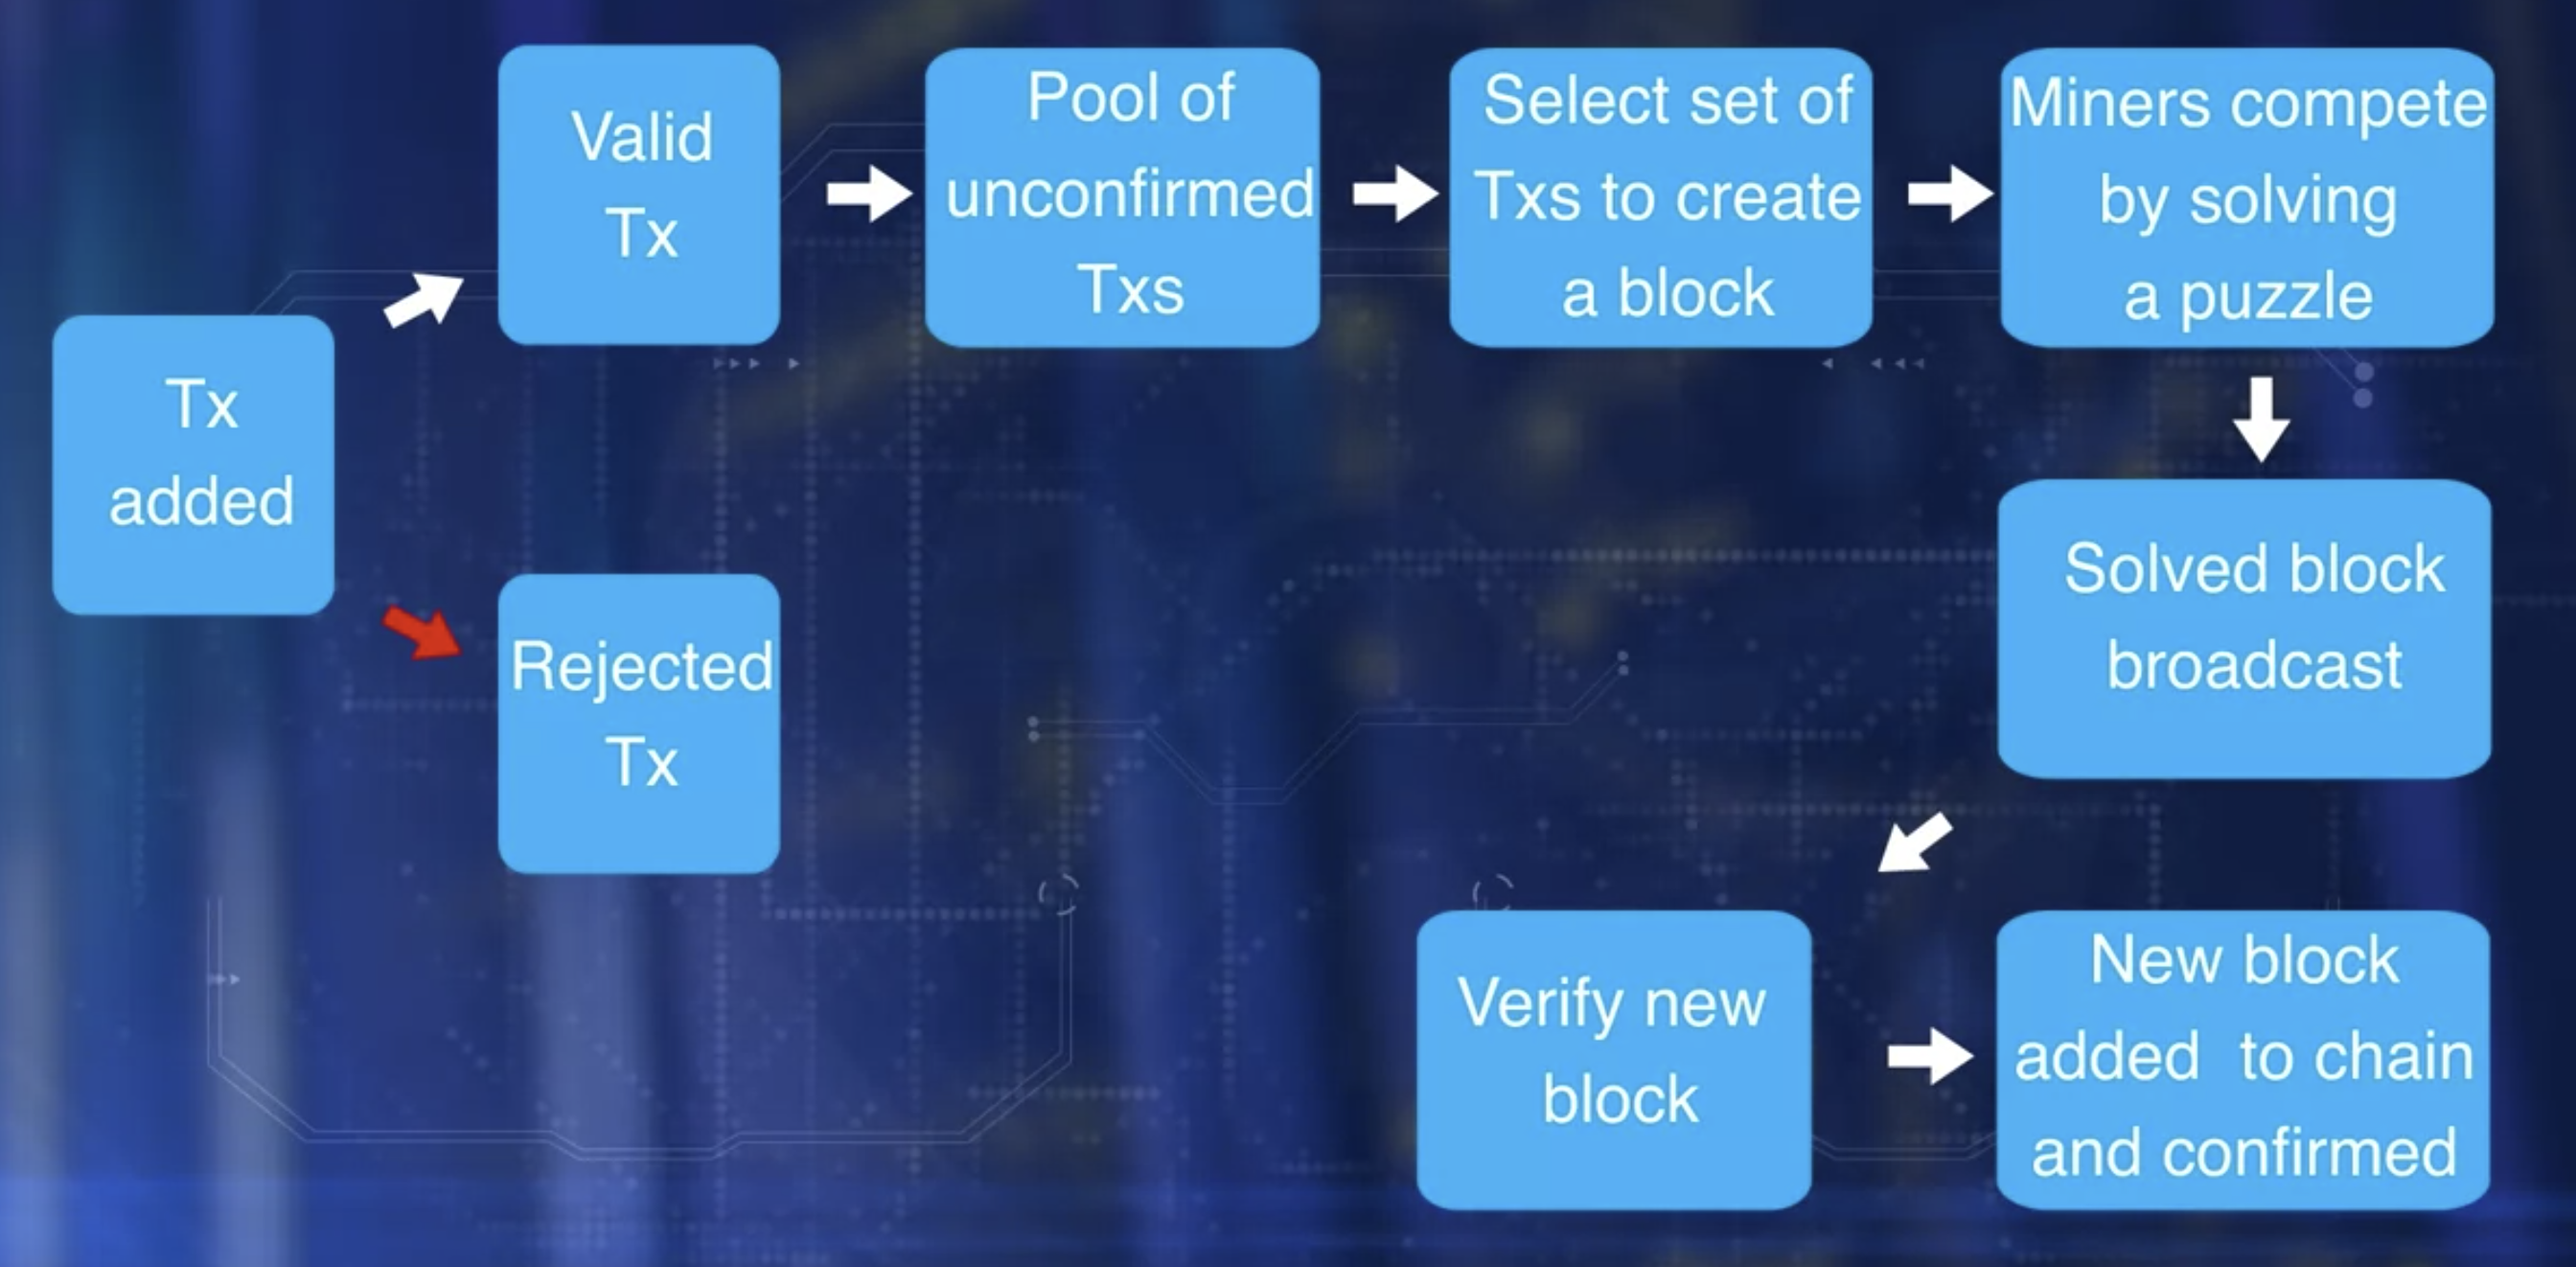 Tx
added
Valid
Tx
Rejected
Tx
Pool of
unconfirmed
Txs
Select set of
Txs to create
a block
Miners compete
by solving
a puzzle
Solved block
broadcast
Verify new
block
New block
added to chain
and confirmed